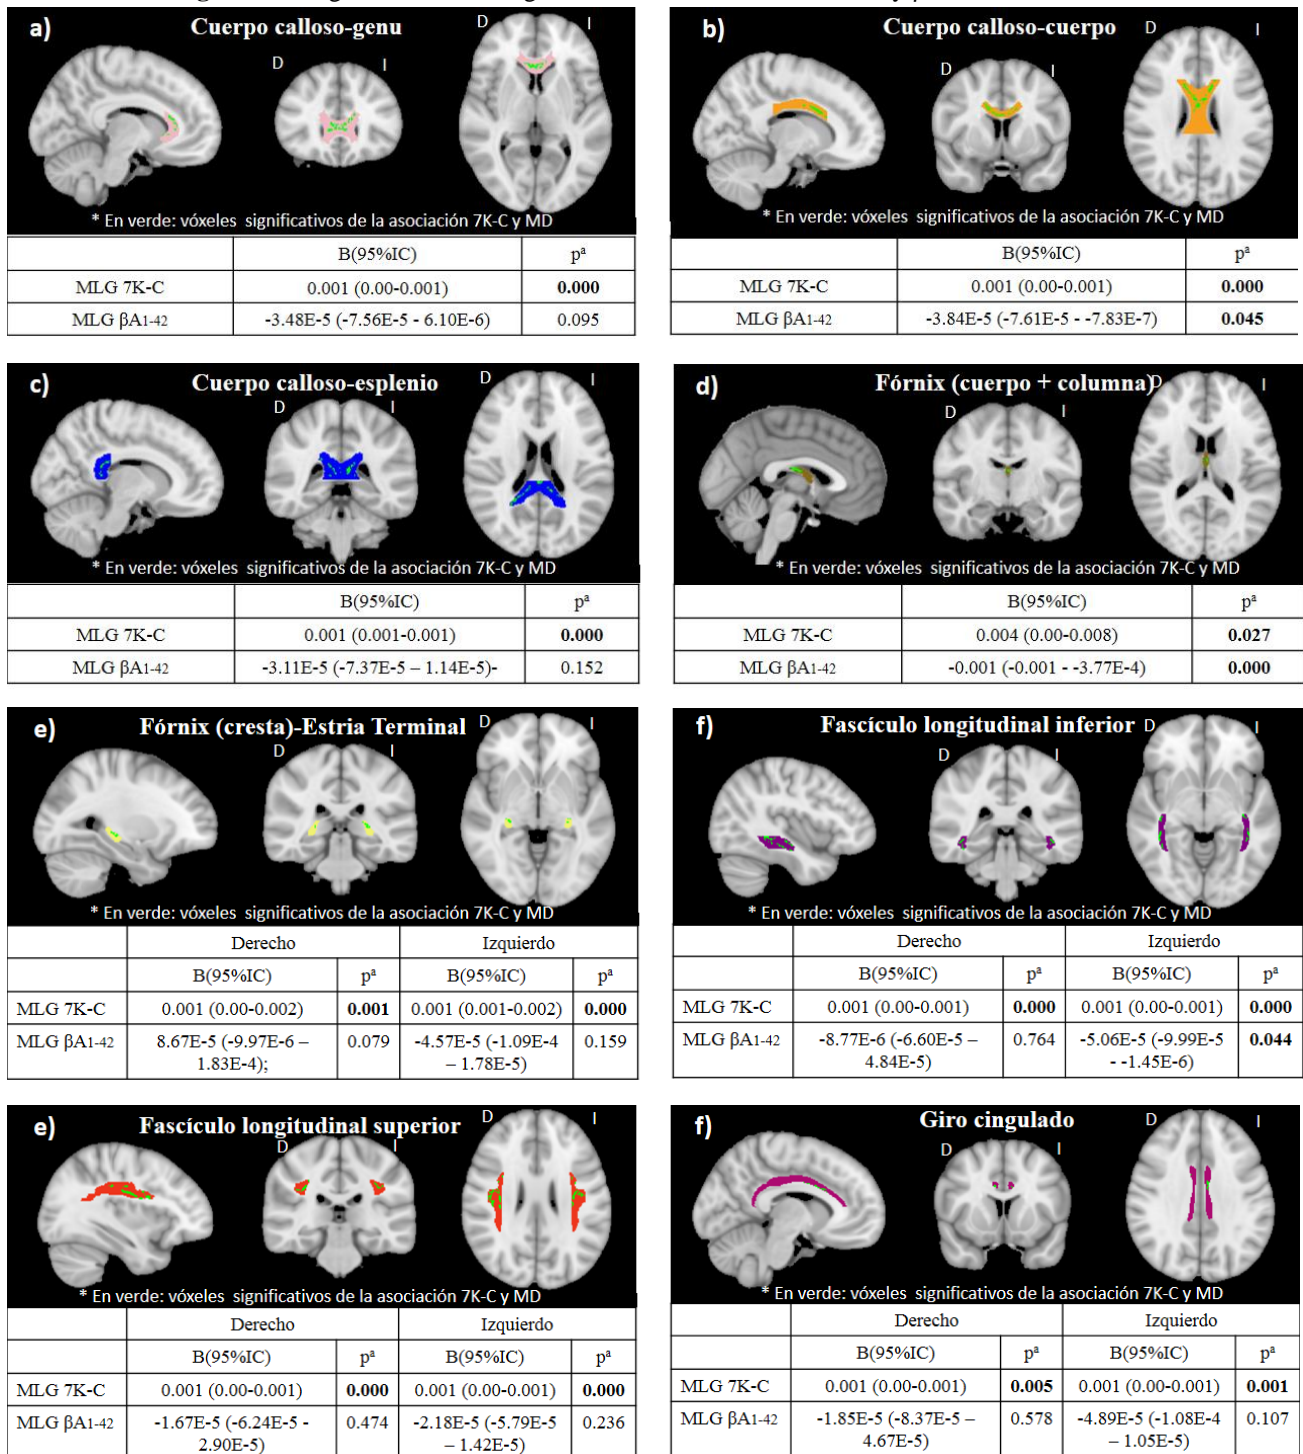 a)
Cuerpo calloso-genu
D
I
* En verde: vóxeles significativos de la asociación 7K-C y MD
B(95%IC) pª
MLG 7K-C 0.001 (0.00-0.001) 0.000
MLG βA1-42 -3.48E-5 (-7.56E-5 - 6.10E-6) 0.095
b)
Cuerpo calloso-cuerpo
D
I
D
I
* En verde: vóxeles significativos de la asociación 7K-C y MD
B(95%IC) pª
MLG 7K-C 0.001 (0.00-0.001) 0.000
MLG βA1-42 -3.84E-5 (-7.61E-5 - -7.83E-7) 0.045
c)
Cuerpo calloso-esplenio
D
I
D
I
* En verde: vóxeles significativos de la asociación 7K-C y MD
B(95%IC) pª
MLG 7K-C 0.001 (0.001-0.001) 0.000
MLG βA1-42 -3.11E-5 (-7.37E-5 – 1.14E-5)- 0.152
d)
Fórnix (cuerpo + columna)
D
I
D
I
* En verde: vóxeles significativos de la asociación 7K-C y MD
B(95%IC) pª
MLG 7K-C 0.004 (0.00-0.008) 0.027
MLG βA1-42 -0.001 (-0.001 - -3.77E-4) 0.000
e)
Fórnix (cresta)-Estria Terminal
D
I
D
I
* En verde: vóxeles significativos de la asociación 7K-C y MD
Derecho Izquierdo
B(95%IC) pª B(95%IC) pª
MLG 7K-C 0.001 (0.00-0.002) 0.001 0.001 (0.001-0.002) 0.000
MLG βA1-42 8.67E-5 (-9.97E-6 – 0.079 -4.57E-5 (-1.09E-4 0.159
1.83E-4); – 1.78E-5)
f)
Fascículo longitudinal inferior
D
I
D
I
* En verde: vóxeles significativos de la asociación 7K-C y MD
Derecho Izquierdo
B(95%IC) pª B(95%IC) pª
MLG 7K-C 0.001 (0.00-0.001) 0.000 0.001 (0.00-0.001) 0.000
MLG βA1-42 -8.77E-6 (-6.60E-5 – 0.764 -5.06E-5 (-9.99E-5 0.044
4.84E-5) - -1.45E-6)
e)
Fascículo longitudinal superior
D
I
D
I
* En verde: vóxeles significativos de la asociación 7K-C y MD
Derecho Izquierdo
B(95%IC) pª B(95%IC) pª
MLG 7K-C 0.001 (0.00-0.001) 0.000 0.001 (0.00-0.001) 0.000
MLG βA1-42 -1.67E-5 (-6.24E-5 - 0.474 -2.18E-5 (-5.79E-5 0.236
2.90E-5) – 1.42E-5)
f)
Giro cingulado
D
I
D
I
* En verde: vóxeles significativos de la asociación 7K-C y MD
Derecho Izquierdo
B(95%IC) pª B(95%IC) pª
MLG 7K-C 0.001 (0.00-0.001) 0.005 0.001 (0.00-0.001) 0.001
MLG βA1-42 -1.85E-5 (-8.37E-5 – 0.578 -4.89E-5 (-1.08E-4 0.107
4.67E-5) – 1.05E-5)